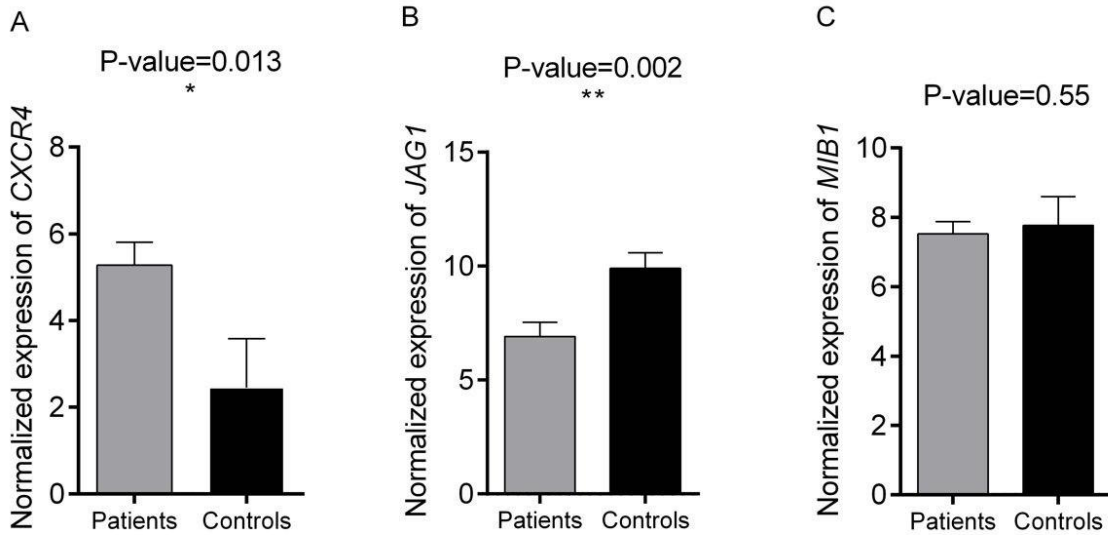 A
P-value=0.013
*
Normalized expression of CXCR4
8
6
4
2
0
Patients Controls
B
P-value=0.002
**
Normalized expression of JAG1
15
10
5
0
Patients Controls
C
P-value=0.55
Normalized expression of MIB1
10
8
6
4
2
0
Patients Controls